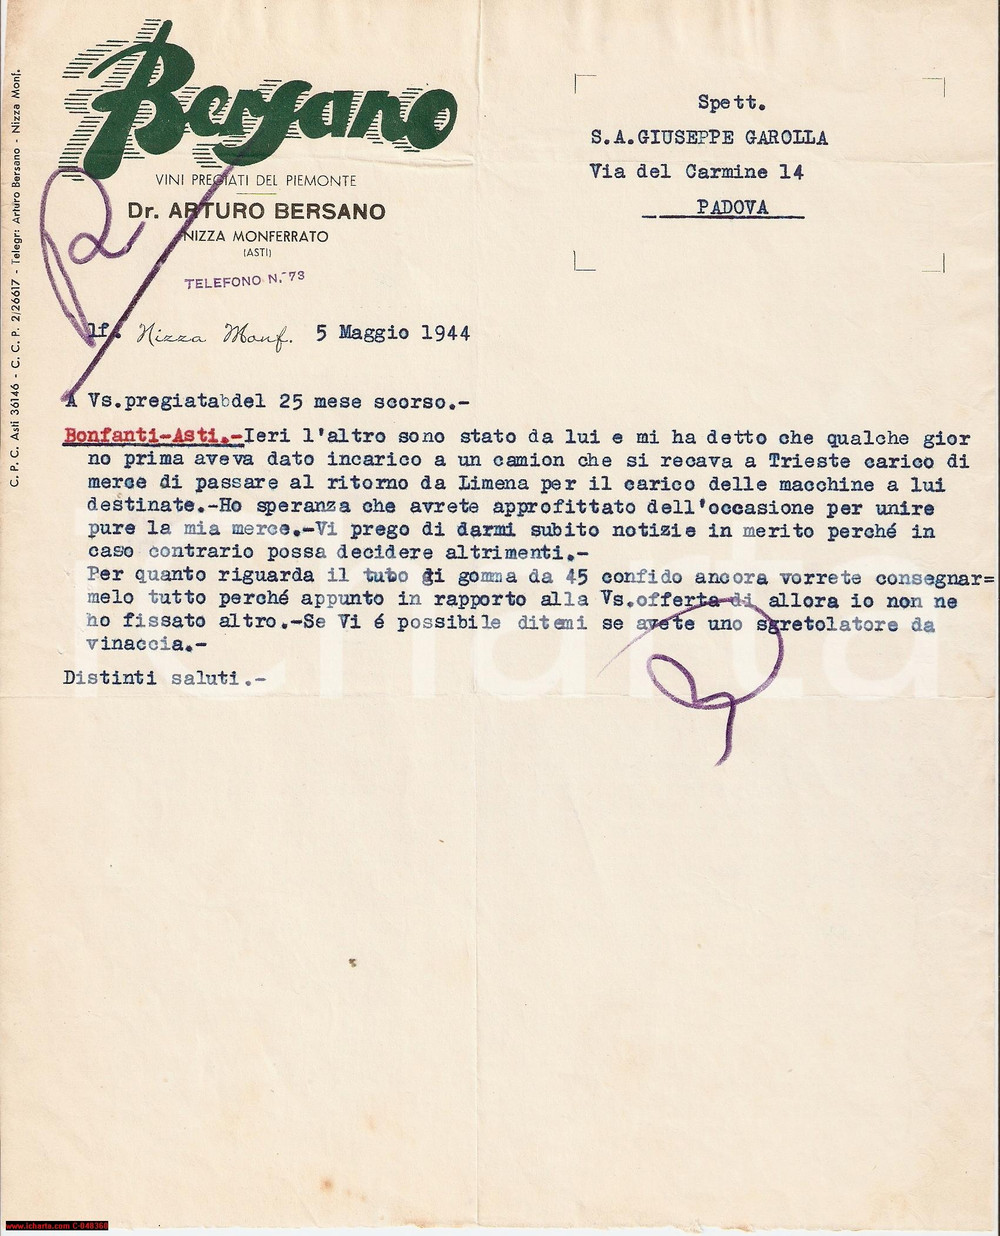 Bersano
VINI PREGIATI DEL PIEMONTE
Dr. ARTURO BERSANO
NIZZA MONFERRATO
(ASTI)
TELEFONO N. 73
C. P. C. Asti 36146 - C. C. P. 2/26617 - Telegr: Arturo Bersano - Nizza Monf.
Spett.
S.A.GIUSEPPE GAROLLA
Via del Carmine 14
PADOVA
lf. Nizza Monf. 5 Maggio 1944
A Vs.pregiatabdel 25 mese scorso.-
Bonfanti-Asti.-Ieri l'altro sono stato da lui e mi ha detto che qualche gior
no prima aveva dato incarico a un camion che si recava a Trieste carico di
merce di passare al ritorno da Limena per il carico delle macchine a lui
destinate.-Ho speranza che avrete approfittato dell'occasione per unire
pure la mia merce.-Vi prego di darmi subito notizie in merito perché in
caso contrario possa decidere altrimenti.-
Per quanto riguarda il tubo di gomma da 45 confido ancora vorrete consegnar=
melo tutto perché appunto in rapporto alla Vs.offerta di allora io non ne
ho fissato altro.-Se Vi é possibile ditemi se avete uno sgretolatore da
vinaccia.-
Distinti saluti.-
icharta
www.icharta.com C-048360